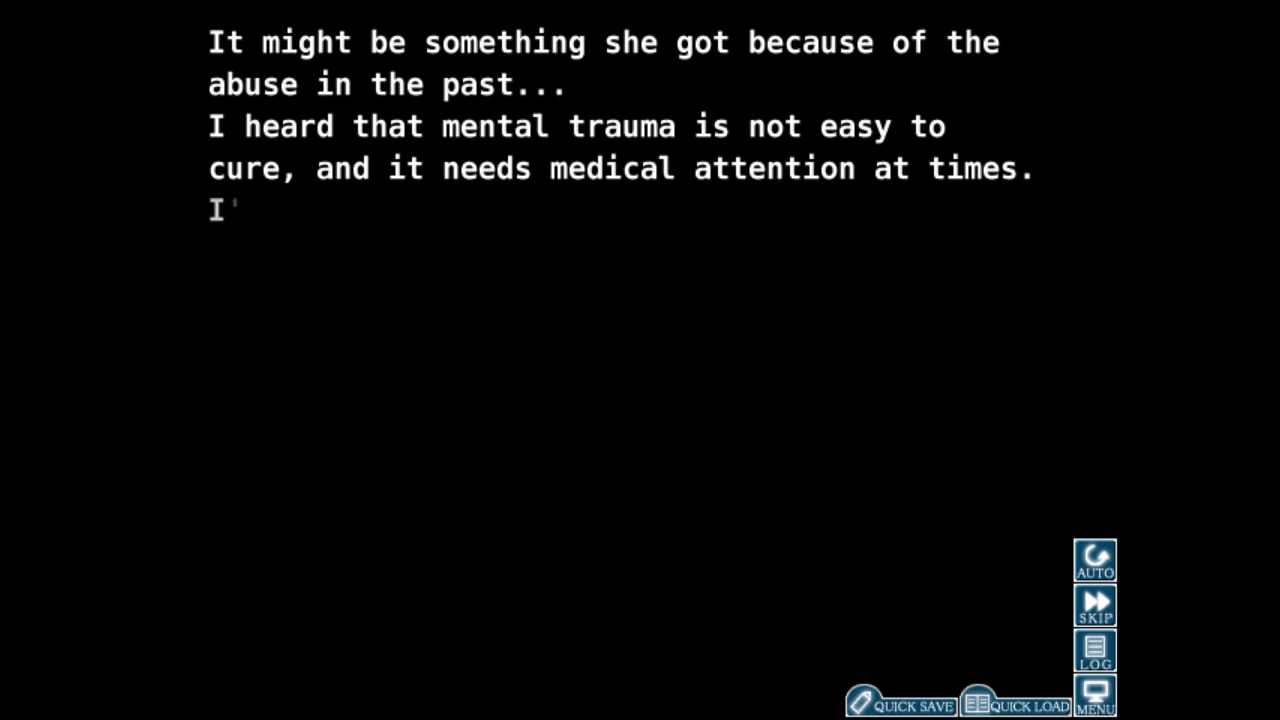 It might be something she got because of the
abuse in the past...
I heard that mental trauma is not easy to
cure, and it needs medical attention at times.
I'
AUTO
SKIP
LOG
QUICK SAVE
QUICK LOAD
MENU